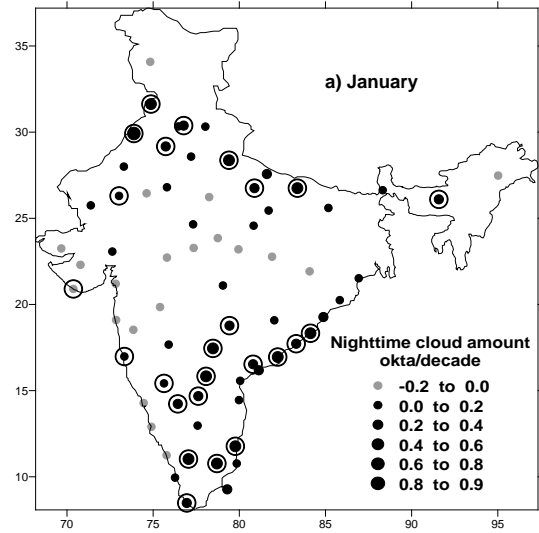 a) January
35
30
25
20
15
10
Nighttime cloud amount
okta/decade
-0.2 to 0.0
0.0 to 0.2
0.2 to 0.4
0.4 to 0.6
0.6 to 0.8
0.8 to 0.9
70 75 80 85 90 95